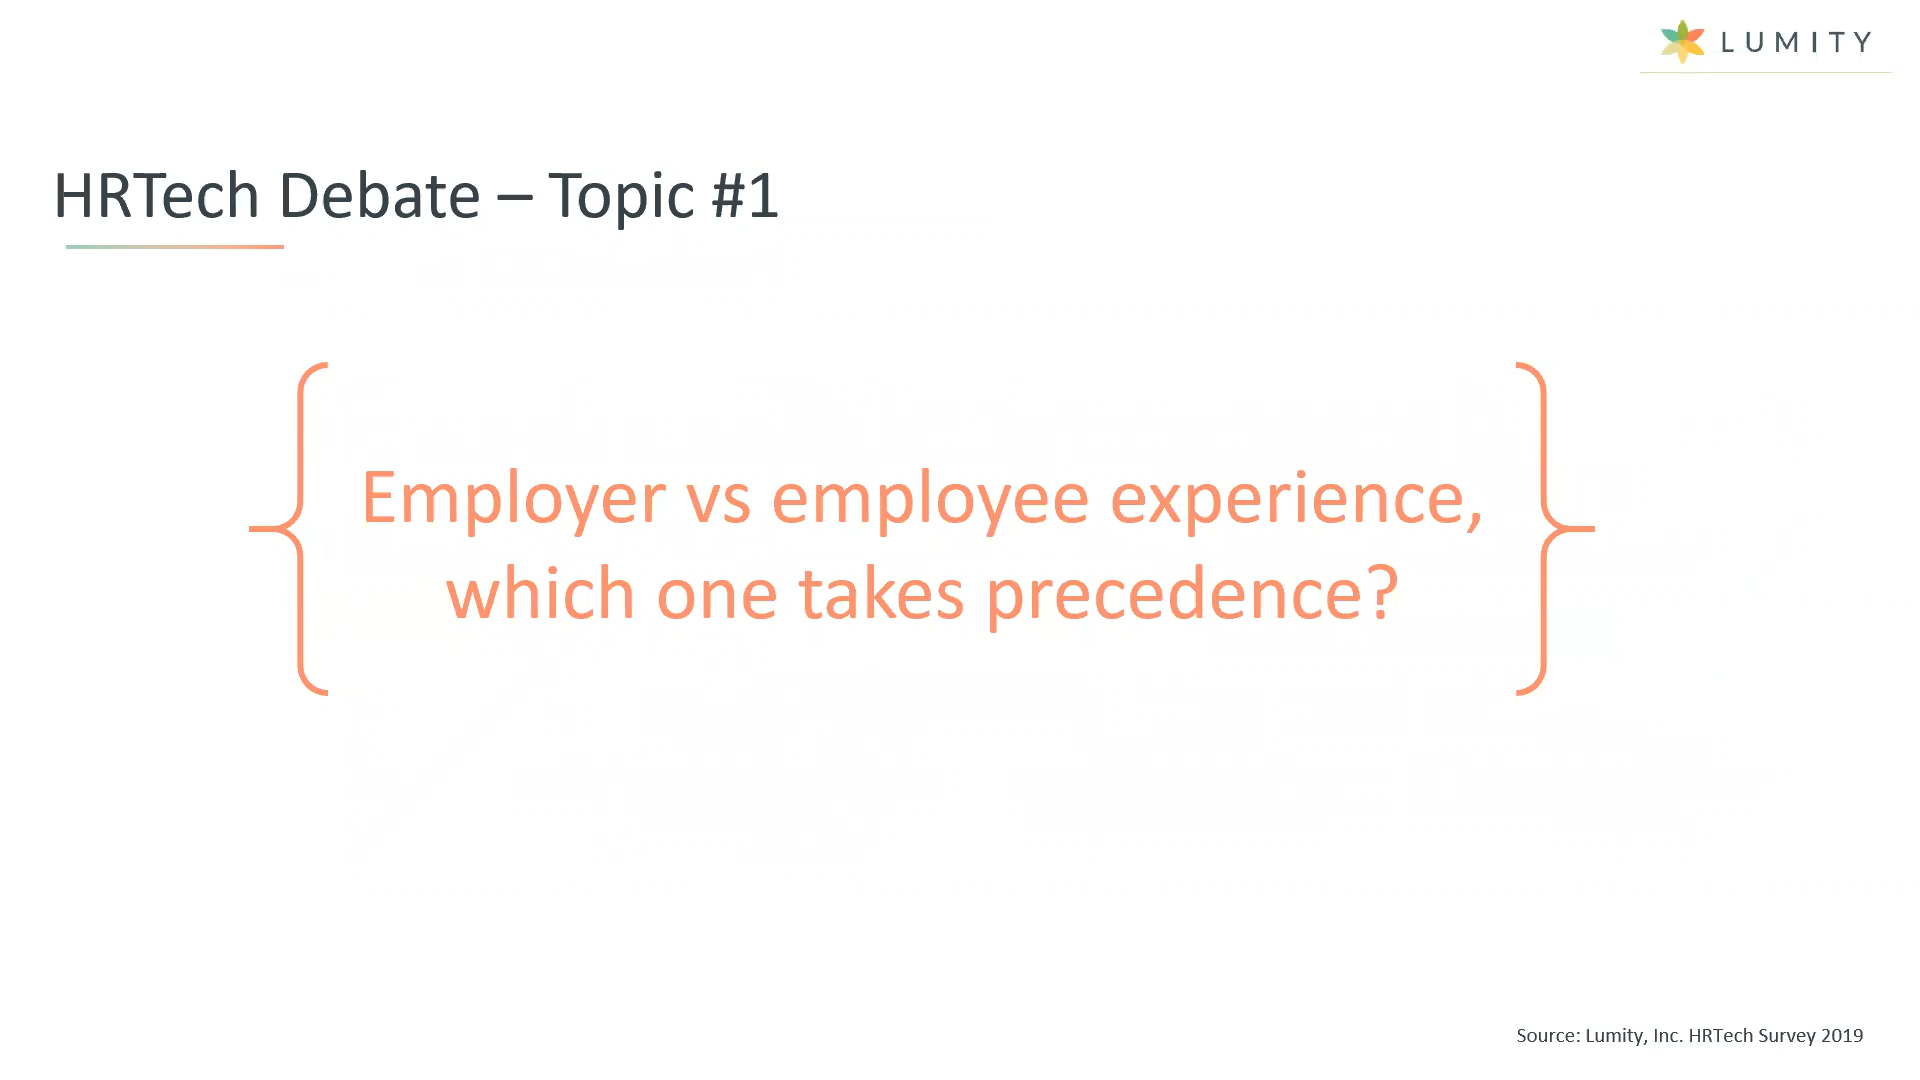 LUMITY
HRTech Debate – Topic #1
Employer vs employee experience,
which one takes precedence?
Source: Lumity, Inc. HRTech Survey 2019